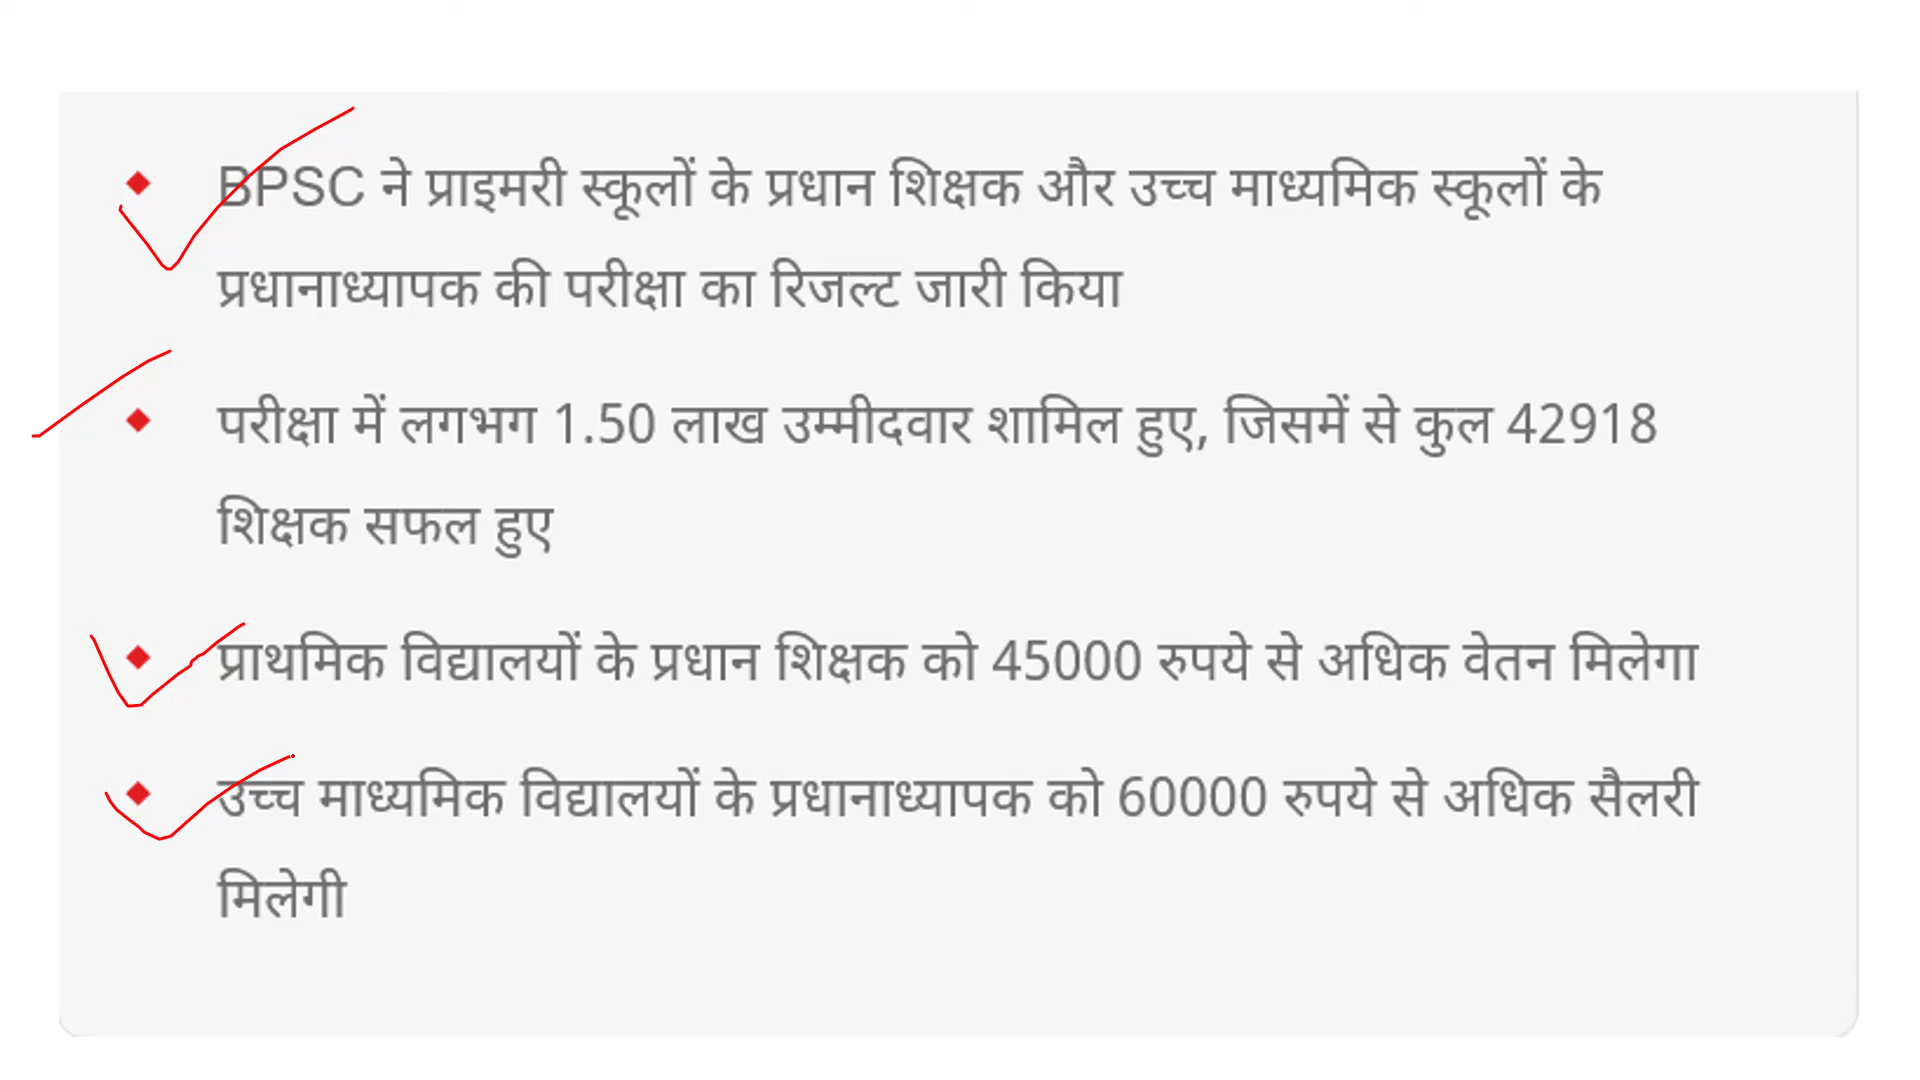 BPSC ने प्राइमरी स्कूलों के प्रधान शिक्षक और उच्च माध्यमिक स्कूलों के
प्रधानाध्यापक की परीक्षा का रिजल्ट जारी किया
परीक्षा में लगभग 1.50 लाख उम्मीदवार शामिल हुए, जिसमें से कुल 42918
शिक्षक सफल हुए
प्राथमिक विद्यालयों के प्रधान शिक्षक को 45000 रुपये से अधिक वेतन मिलेगा
उच्च माध्यमिक विद्यालयों के प्रधानाध्यापक को 60000 रुपये से अधिक सैलरी
मिलेगी